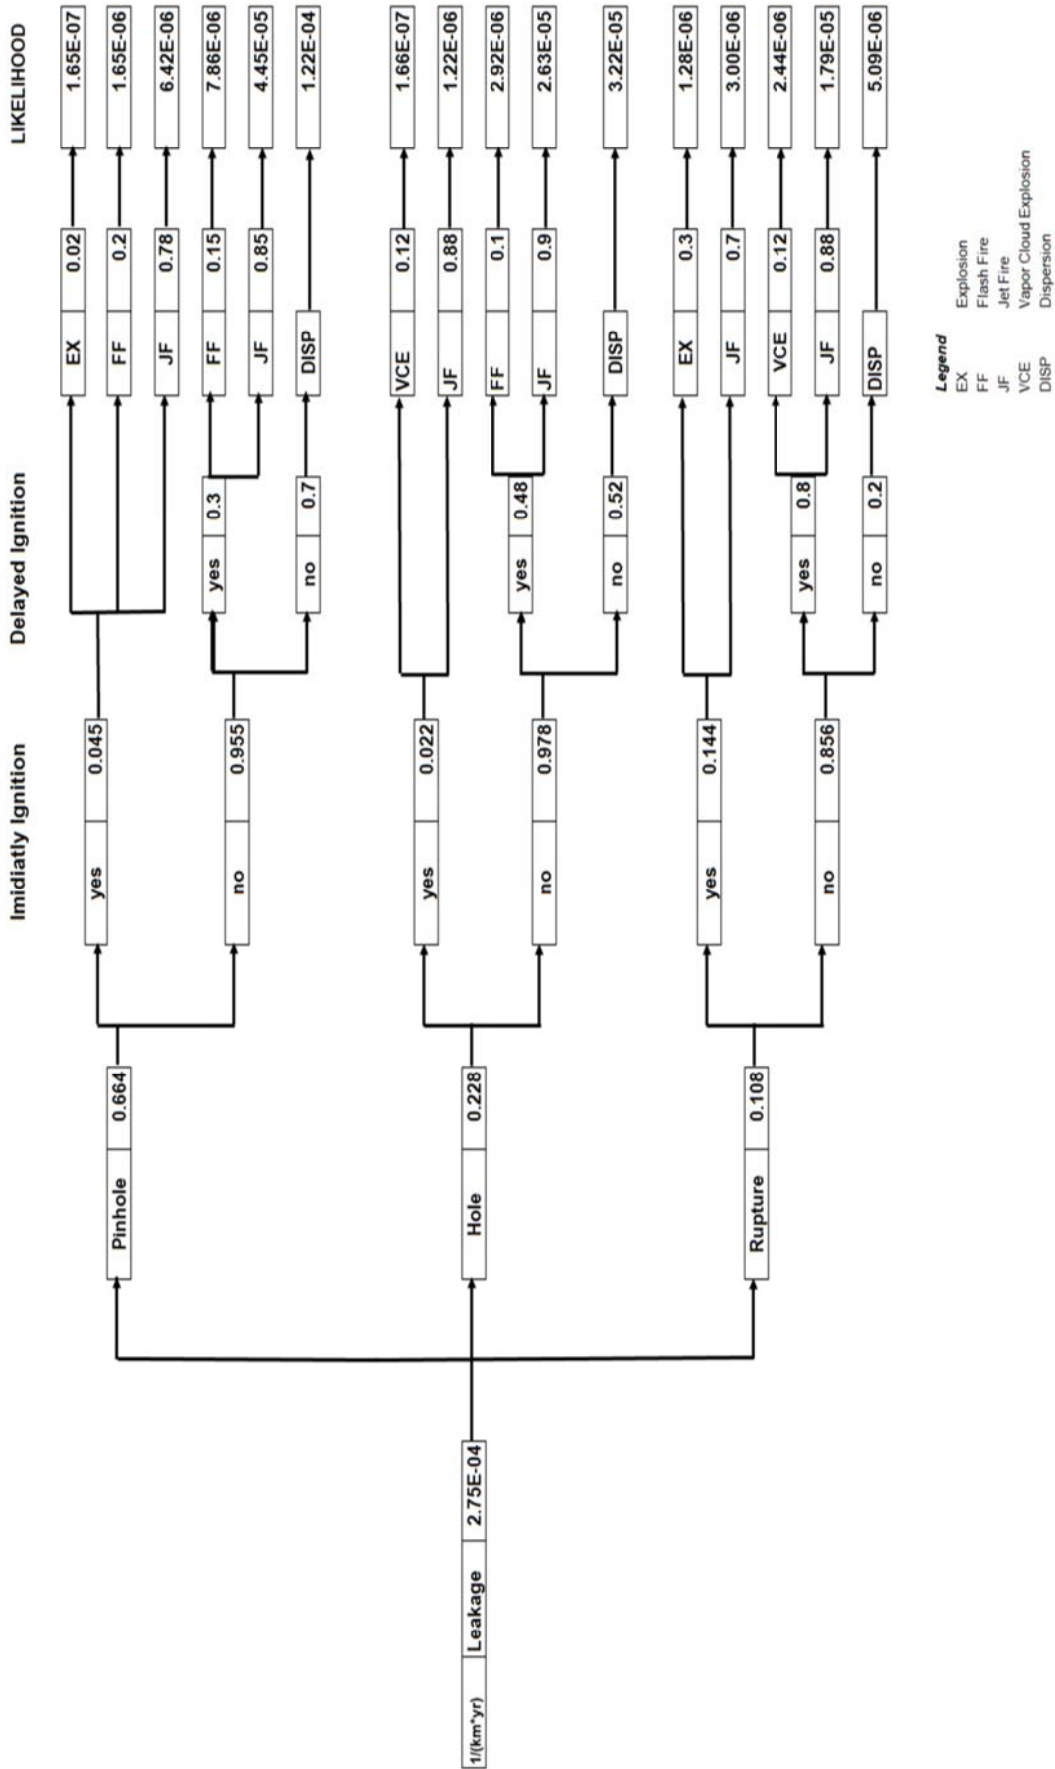 Imidiatly Ignition
Delayed Ignition
LIKELIHOOD
1/(km*yr) Leakage 2.75E-04
Pinhole 0.664
yes 0.045
EX 0.02 1.65E-07
FF 0.2 1.65E-06
JF 0.78 6.42E-06
no 0.955
yes 0.3
FF 0.15 7.86E-06
JF 0.85 4.45E-05
no 0.7
DISP 1.22E-04
Hole 0.228
yes 0.022
VCE 0.12 1.66E-07
JF 0.88 1.22E-06
no 0.978
yes 0.48
FF 0.1 2.92E-06
JF 0.9 2.63E-05
no 0.52
DISP 3.22E-05
Rupture 0.108
yes 0.144
EX 0.3 1.28E-06
JF 0.7 3.00E-06
no 0.856
yes 0.8
VCE 0.12 2.44E-06
JF 0.88 1.79E-05
no 0.2
DISP 5.09E-06
Legend
EX Explosion
FF Flash Fire
JF Jet Fire
VCE Vapor Cloud Explosion
DISP Dispersion